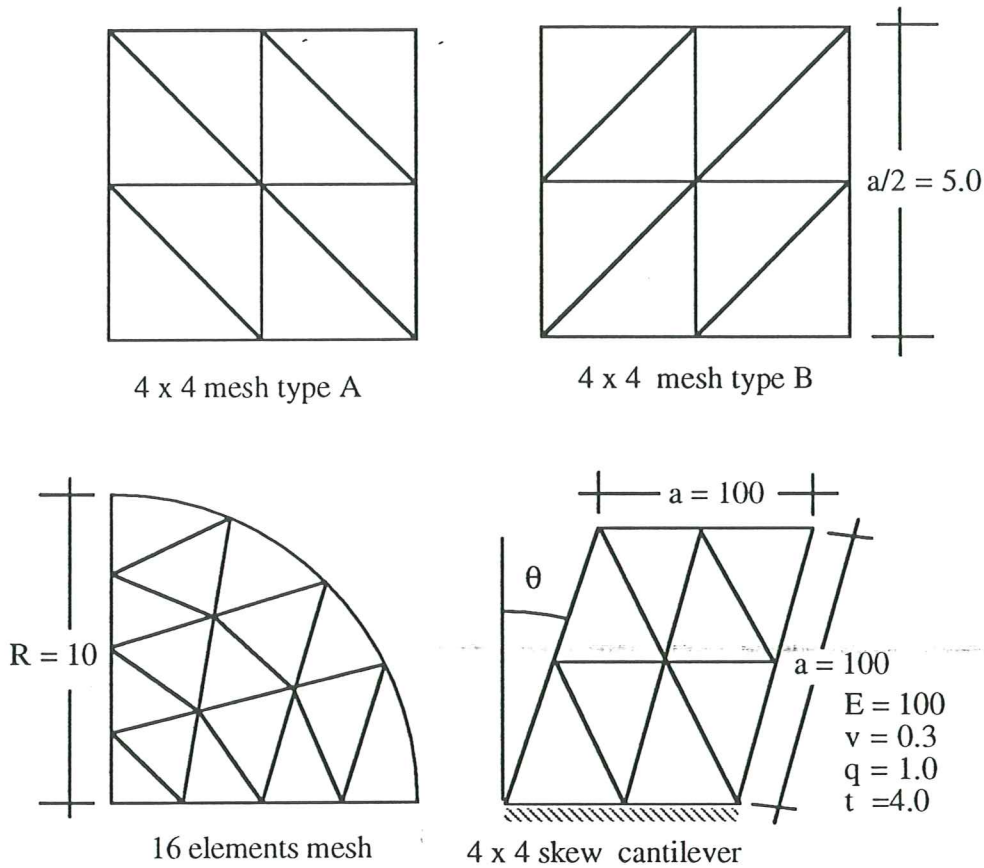 a/2 = 5.0
4 x 4 mesh type A
4 x 4 mesh type B
a = 100
θ
R = 10
a = 100
E = 100
v = 0.3
q = 1.0
t =4.0
16 elements mesh
4 x 4 skew cantilever